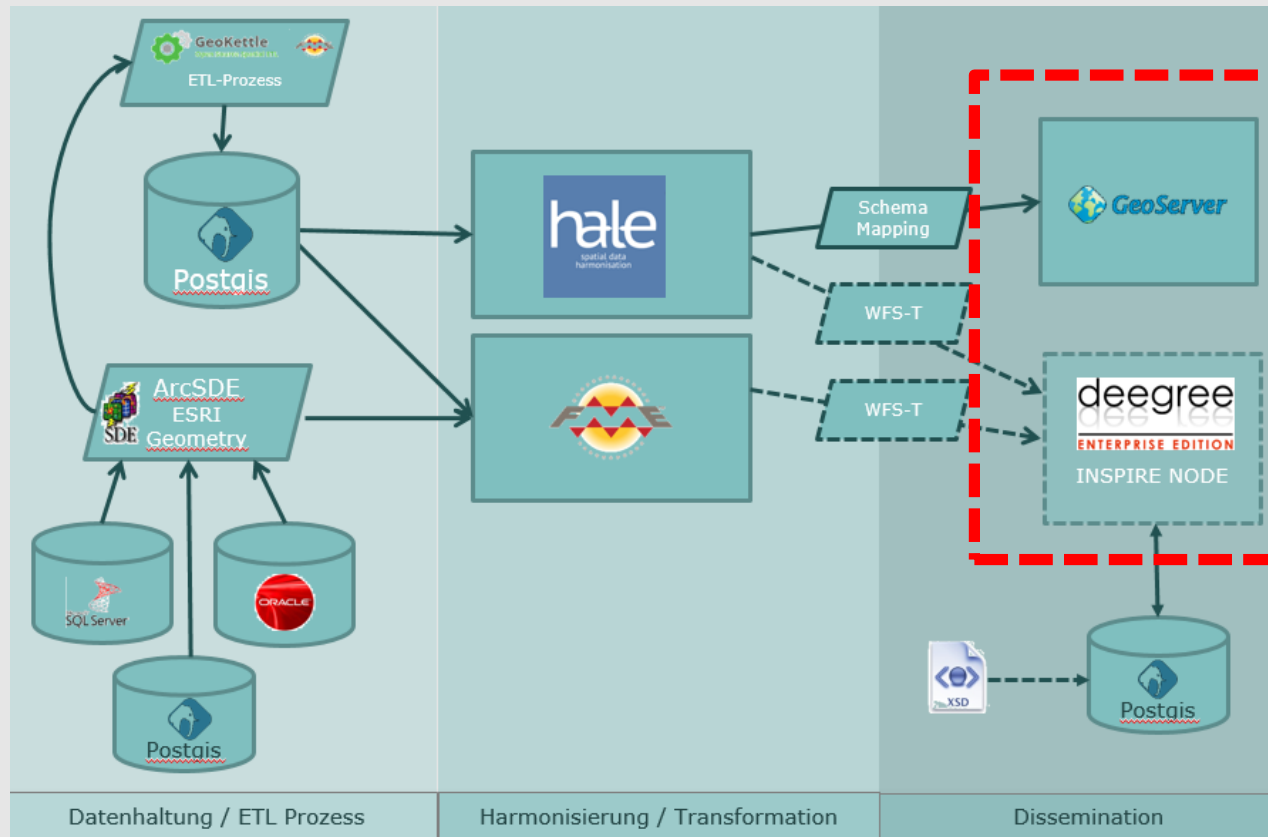 GeoKettle
ETL-Prozess
Postgis
ArcSDE
ESRI
Geometry
SDE
SQL Server
ORACLE
Postgis
hale
spatial data
harmonisation
FME
Schema
Mapping
WFS-T
WFS-T
GeoServer
deegree
ENTERPRISE EDITION
INSPIRE NODE
XSD
Postgis
Datenhaltung / ETL Prozess
Harmonisierung / Transformation
Dissemination